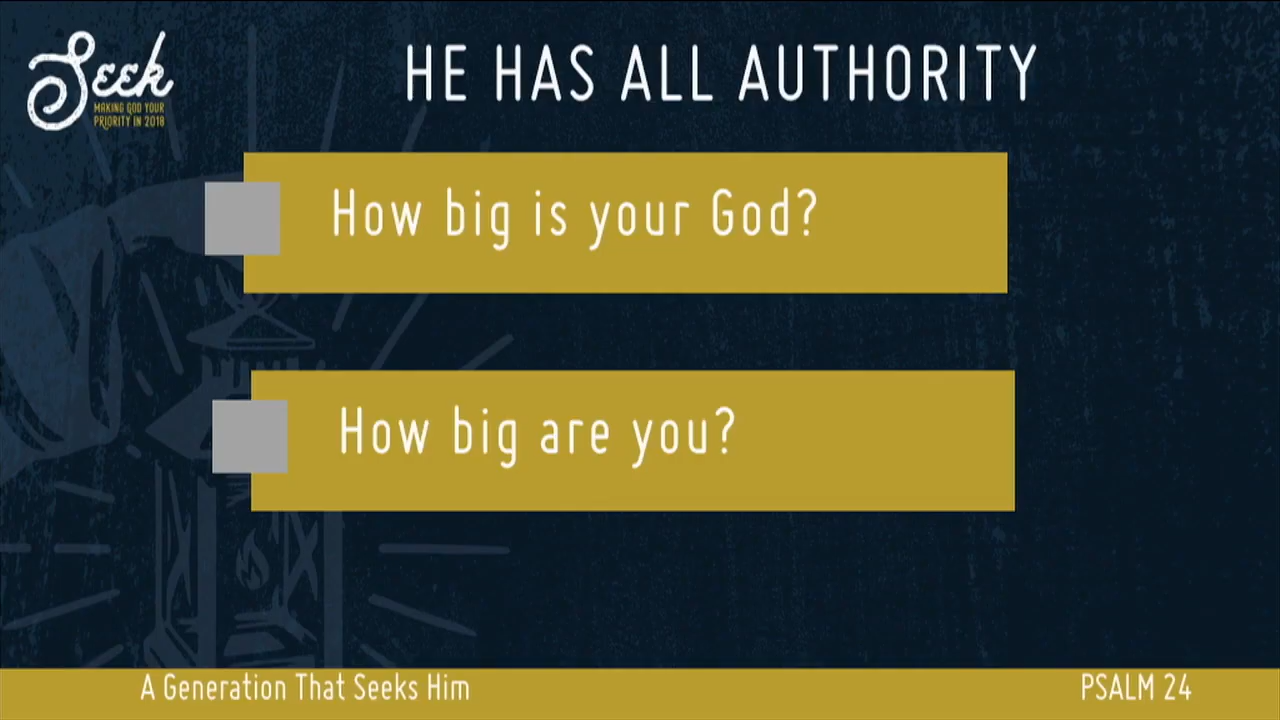 Seek
MAKING GOD YOUR
PRIORITY IN 2018
HE HAS ALL AUTHORITY
How big is your God?
How big are you?
A Generation That Seeks Him
PSALM 24